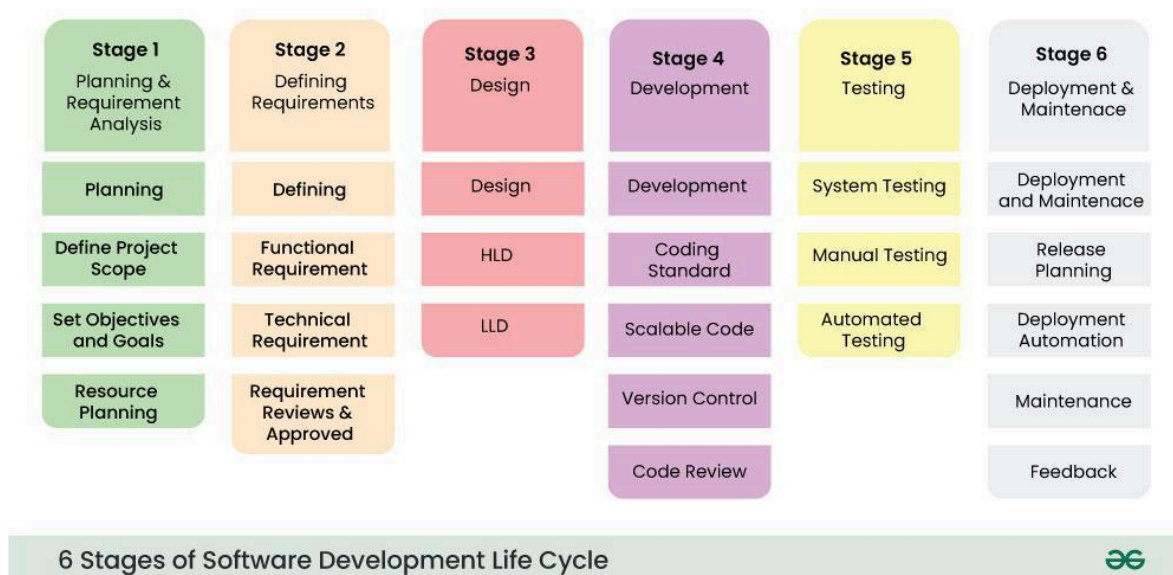 Stage 1
Planning &
Requirement
Analysis
Planning
Define Project
Scope
Set Objectives
and Goals
Resource
Planning
Stage 2
Defining
Requirements
Defining
Functional
Requirement
Technical
Requirement
Requirement
Reviews &
Approved
Stage 3
Design
Design
HLD
LLD
Stage 4
Development
Development
Coding
Standard
Scalable Code
Version Control
Code Review
Stage 5
Testing
System Testing
Manual Testing
Automated
Testing
Stage 6
Deployment &
Maintenace
Deployment
and Maintenace
Release
Planning
Deployment
Automation
Maintenance
Feedback
6 Stages of Software Development Life Cycle